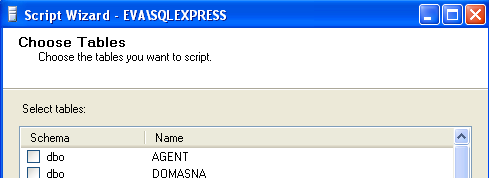 Script Wizard - EVA\SQLEXPRESS
Choose Tables
Choose the tables you want to script.
Select tables:
Schema Name
dbo AGENT
dbo DOMASNA